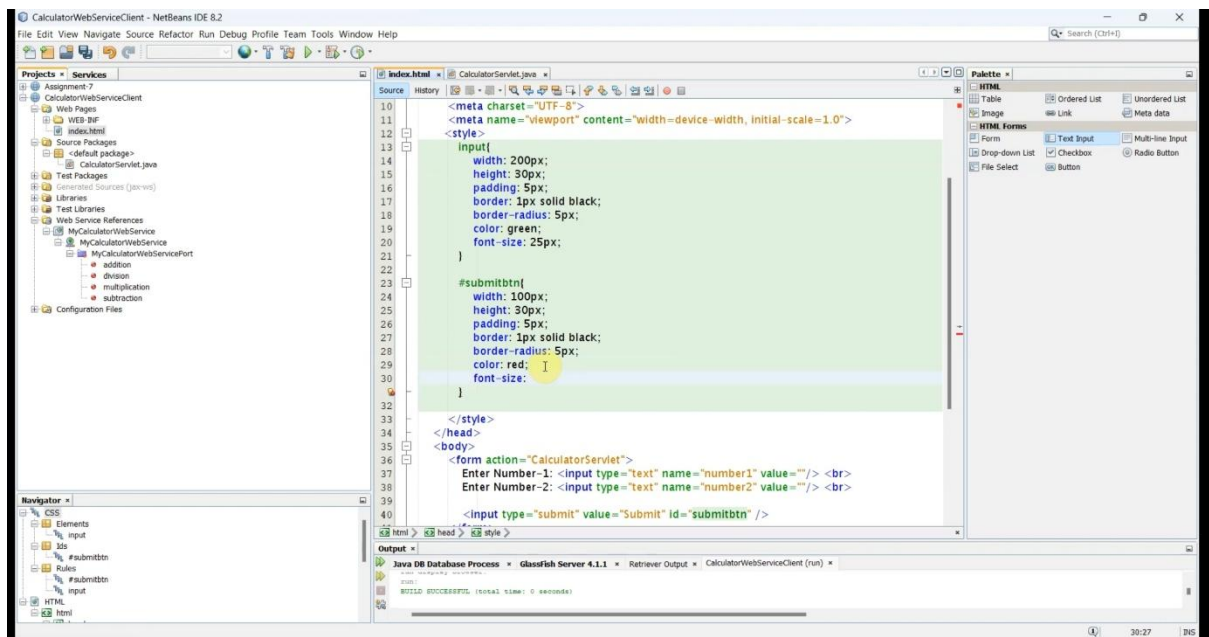 CalculatorWebServiceClient - NetBeans IDE 8.2
File Edit View Navigate Source Refactor Run Debug Profile Team Tools Window Help
Search (Ctrl+I)
Projects × Services
Assignment-7
CalculatorWebServiceClient
Web Pages
WEB-INF
index.html
Source Packages
<default package>
CalculatorServlet.java
Test Packages
Generated Sources (jax-ws)
Libraries
Test Libraries
Web Service References
MyCalculatorWebService
MyCalculatorWebService
MyCalculatorWebServicePort
addition
division
multiplication
subtraction
Configuration Files
Navigator ×
CSS
Elements
input
Ids
#submitbtn
Rules
#submitbtn
input
HTML
html
index.html × CalculatorServlet.java ×
Source History
10 <meta charset="UTF-8">
11 <meta name="viewport" content="width=device-width, initial-scale=1.0">
12 <style>
13 input{
14 width: 200px;
15 height: 30px;
16 padding: 5px;
17 border: 1px solid black;
18 border-radius: 5px;
19 color: green;
20 font-size: 25px;
21 }
22
23 #submitbtn{
24 width: 100px;
25 height: 30px;
26 padding: 5px;
27 border: 1px solid black;
28 border-radius: 5px;
29 color: red;
30 font-size:
}
32
33 </style>
34 </head>
35 <body>
36 <form action="CalculatorServlet">
37 Enter Number-1: <input type="text" name="number1" value=""/> <br>
38 Enter Number-2: <input type="text" name="number2" value=""/> <br>
39
40 <input type="submit" value="Submit" id="submitbtn" />
html head style
Output ×
Java DB Database Process × GlassFish Server 4.1.1 × Retriever Output × CalculatorWebServiceClient (run) ×
run:
BUILD SUCCESSFUL (total time: 0 seconds)
Palette ×
HTML
Table Ordered List Unordered List
Image Link Meta data
HTML Forms
Form Text Input Multi-line Input
Drop-down List Checkbox Radio Button
File Select Button
30:27 INS